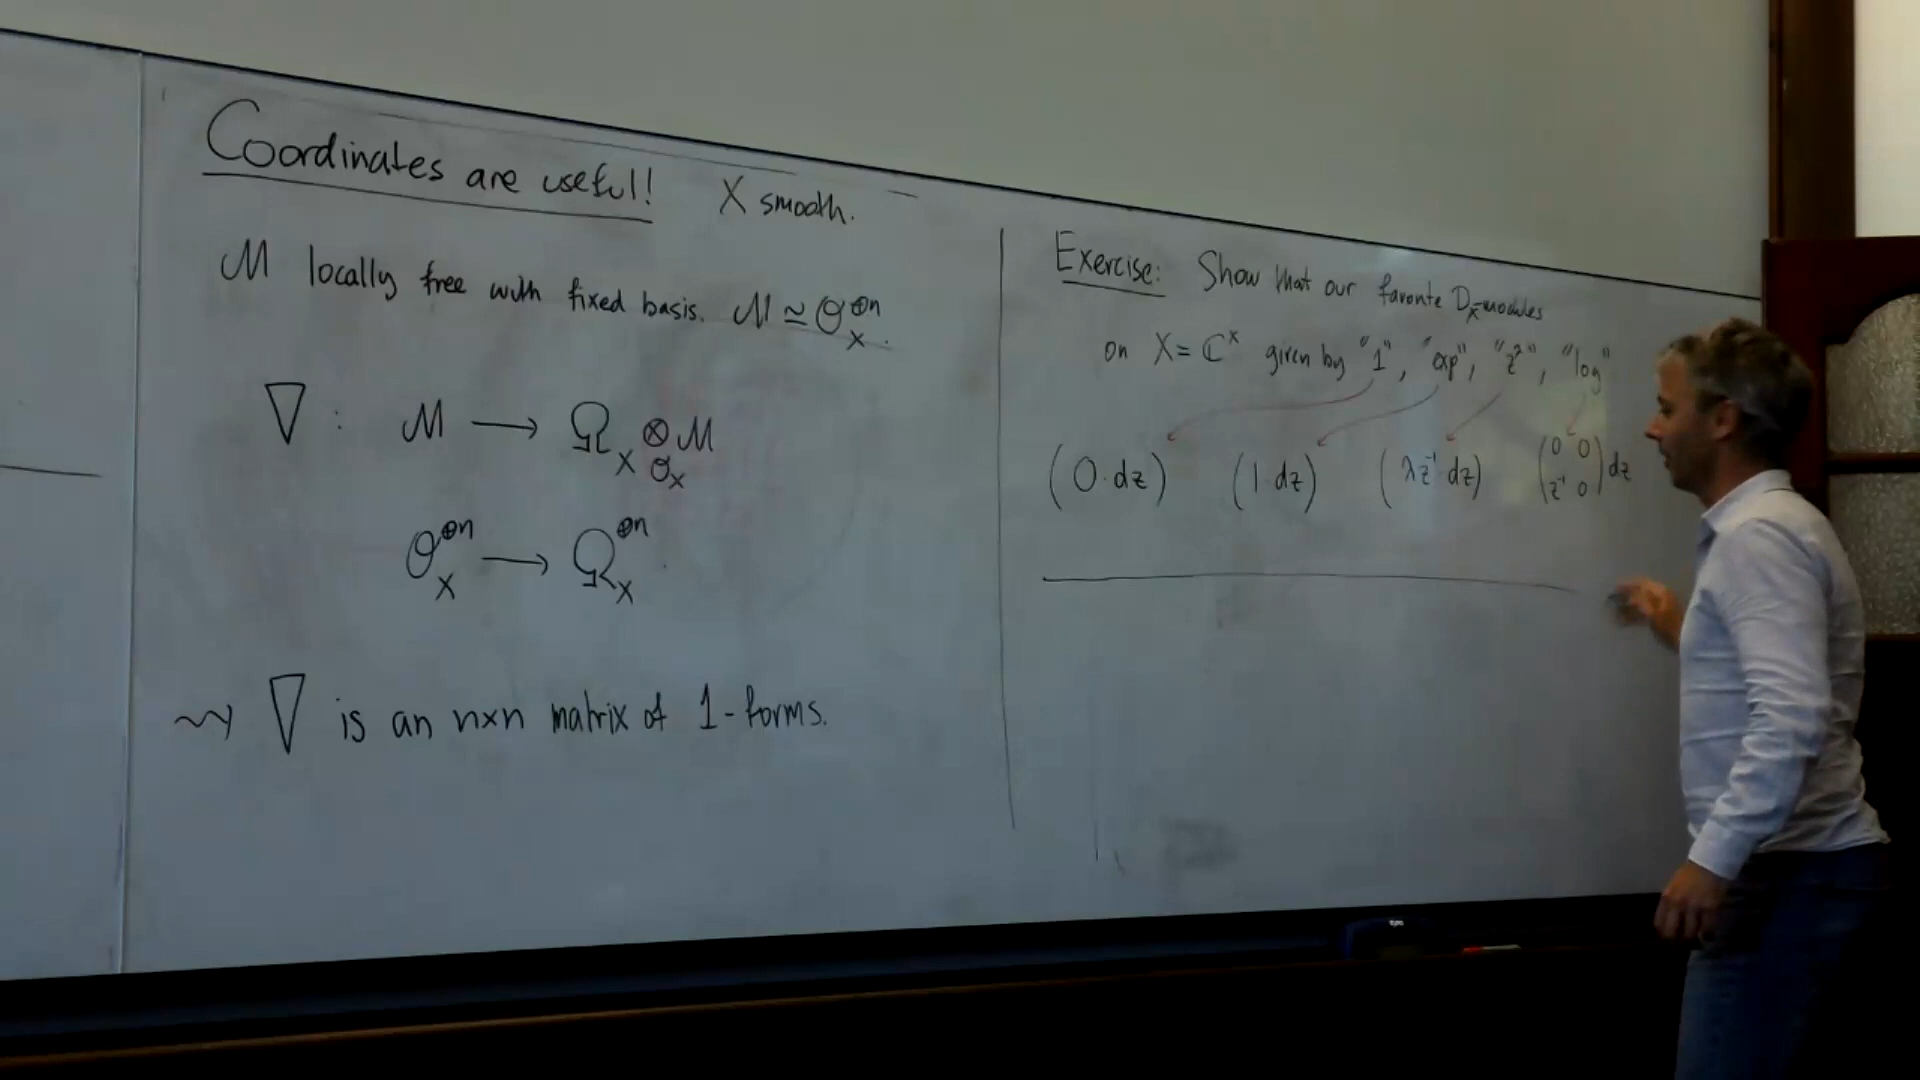 Coordinates are useful! X smooth.
M locally free with fixed basis. M ≃ O_X^{⊕n}.
∇ : M ⟶ Ω_X ⊗_{O_X} M
O_X^{⊕n} ⟶ Ω_X^{⊕n}.
⇝ ∇ is an n×n matrix of 1-forms.
Exercise: Show that our favorite D_X-modules
on X = ℂ^× given by "1", "exp", "z^λ", "log"
(0·dz) (1·dz) (λz⁻¹ dz) (0 0
z⁻¹ 0) dz